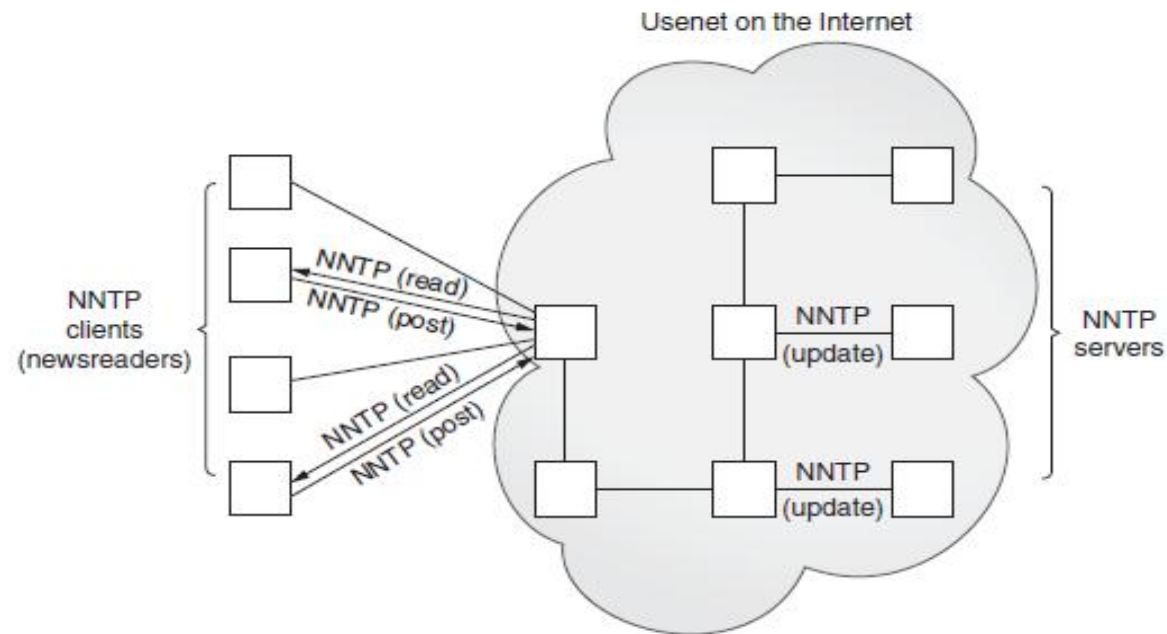 Usenet on the Internet
NNTP (read)
NNTP (post)
NNTP
clients
(newsreaders)
NNTP (read)
NNTP (post)
NNTP
(update)
NNTP
(update)
NNTP
servers